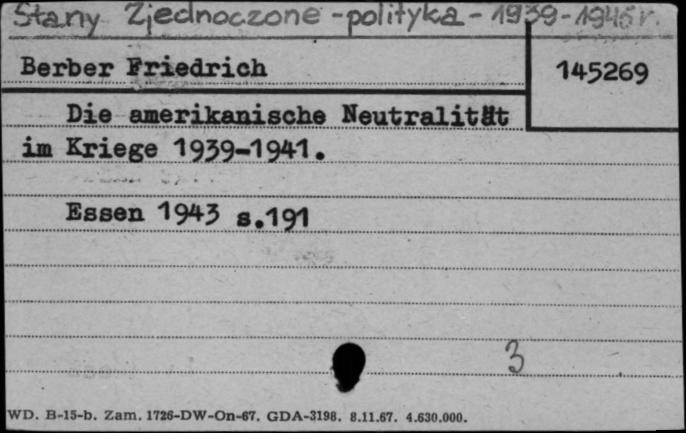 Stany Zjednoczone - polityka - 1939-1945 r.
Berber Friedrich
145269
Die amerikanische Neutralität
im Kriege 1939-1941.
Essen 1943 s.191
3
WD. B-15-b. Zam. 1726-DW-On-67. GDA-3198. 8.11.67. 4.630.000.